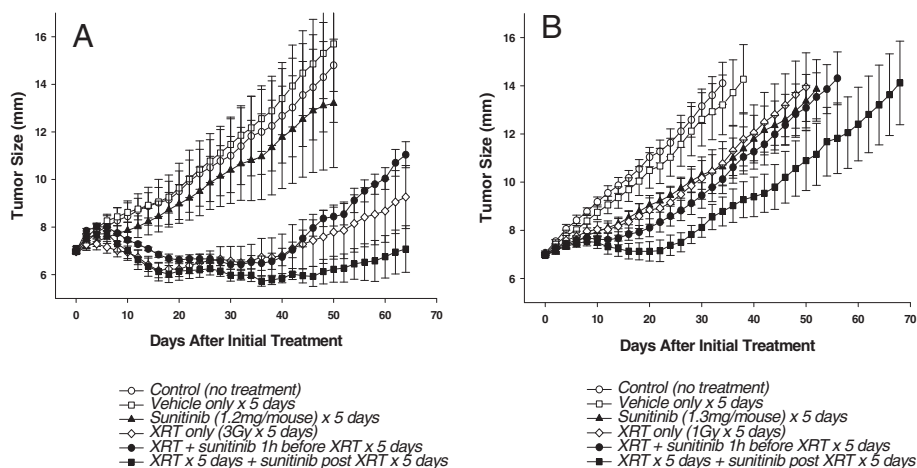 A
B
16
14
12
10
8
6
Tumor Size (mm)
0 10 20 30 40 50 60 70
Days After Initial Treatment
16
14
12
10
8
6
Tumor Size (mm)
0 10 20 30 40 50 60 70
Days After Initial Treatment
Control (no treatment)
Vehicle only x 5 days
Sunitinib (1.2mg/mouse) x 5 days
XRT only (3Gy x 5 days)
XRT + sunitinib 1h before XRT x 5 days
XRT x 5 days + sunitinib post XRT x 5 days
Control (no treatment)
Vehicle only x 5 days
Sunitinib (1.3mg/mouse) x 5 days
XRT only (1Gy x 5 days)
XRT + sunitinib 1h before XRT x 5 days
XRT x 5 days + sunitinib post XRT x 5 days